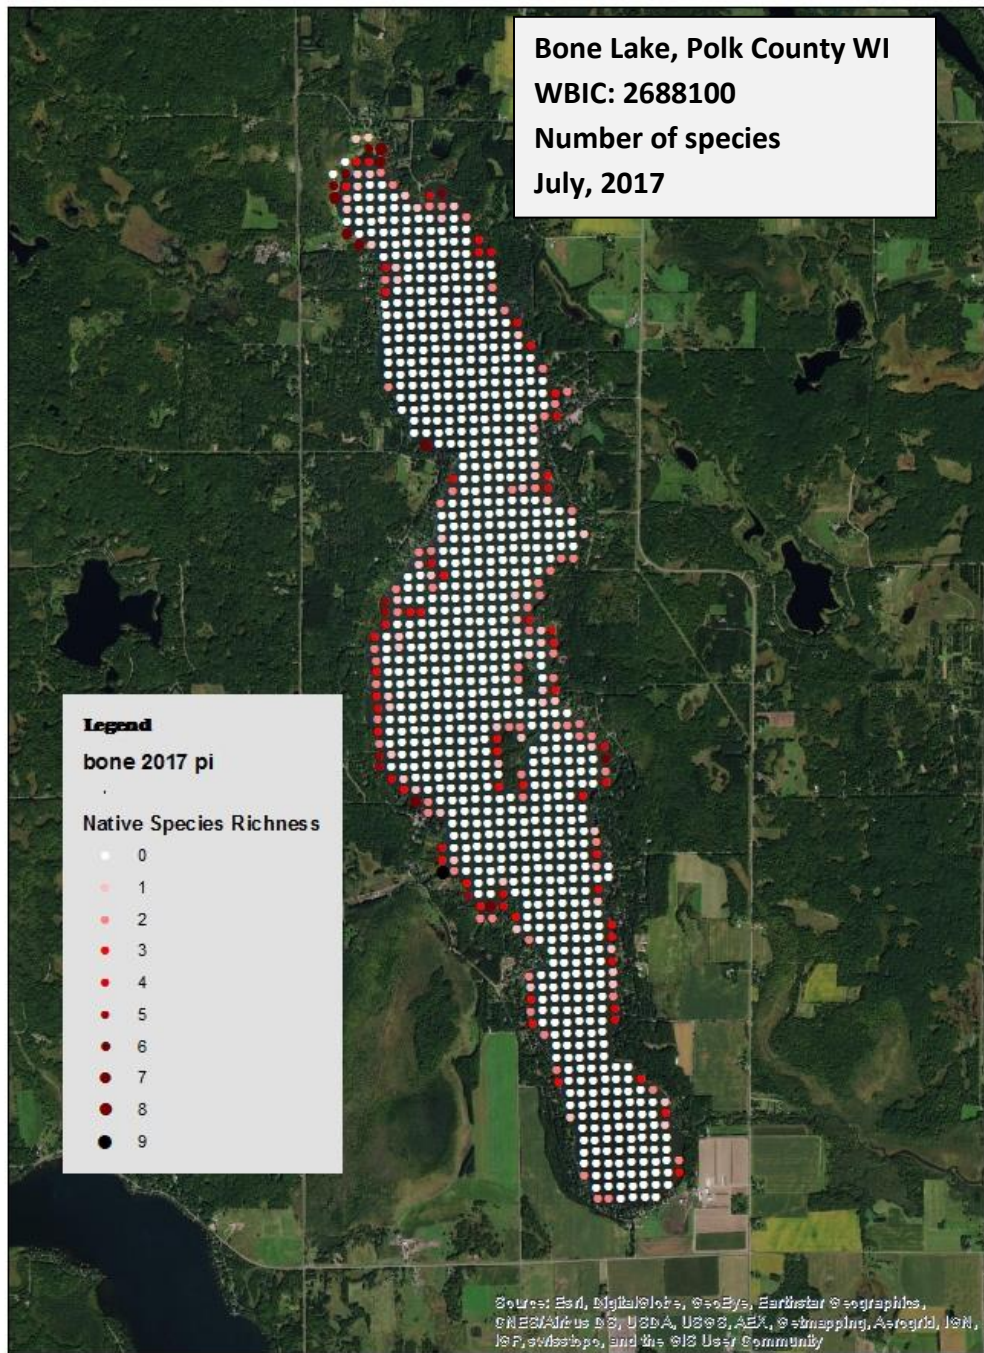 Bone Lake, Polk County WI
WBIC: 2688100
Number of species
July, 2017
Legend
bone 2017 pi
Native Species Richness
0
1
2
3
4
5
6
7
8
9
Source: Esri, DigitalGlobe, GeoEye, Earthstar Geographics,
CNES/Airbus DS, USDA, USGS, AEX, Getmapping, Aerogrid, IGN,
IGP, swisstopo, and the GIS User Community